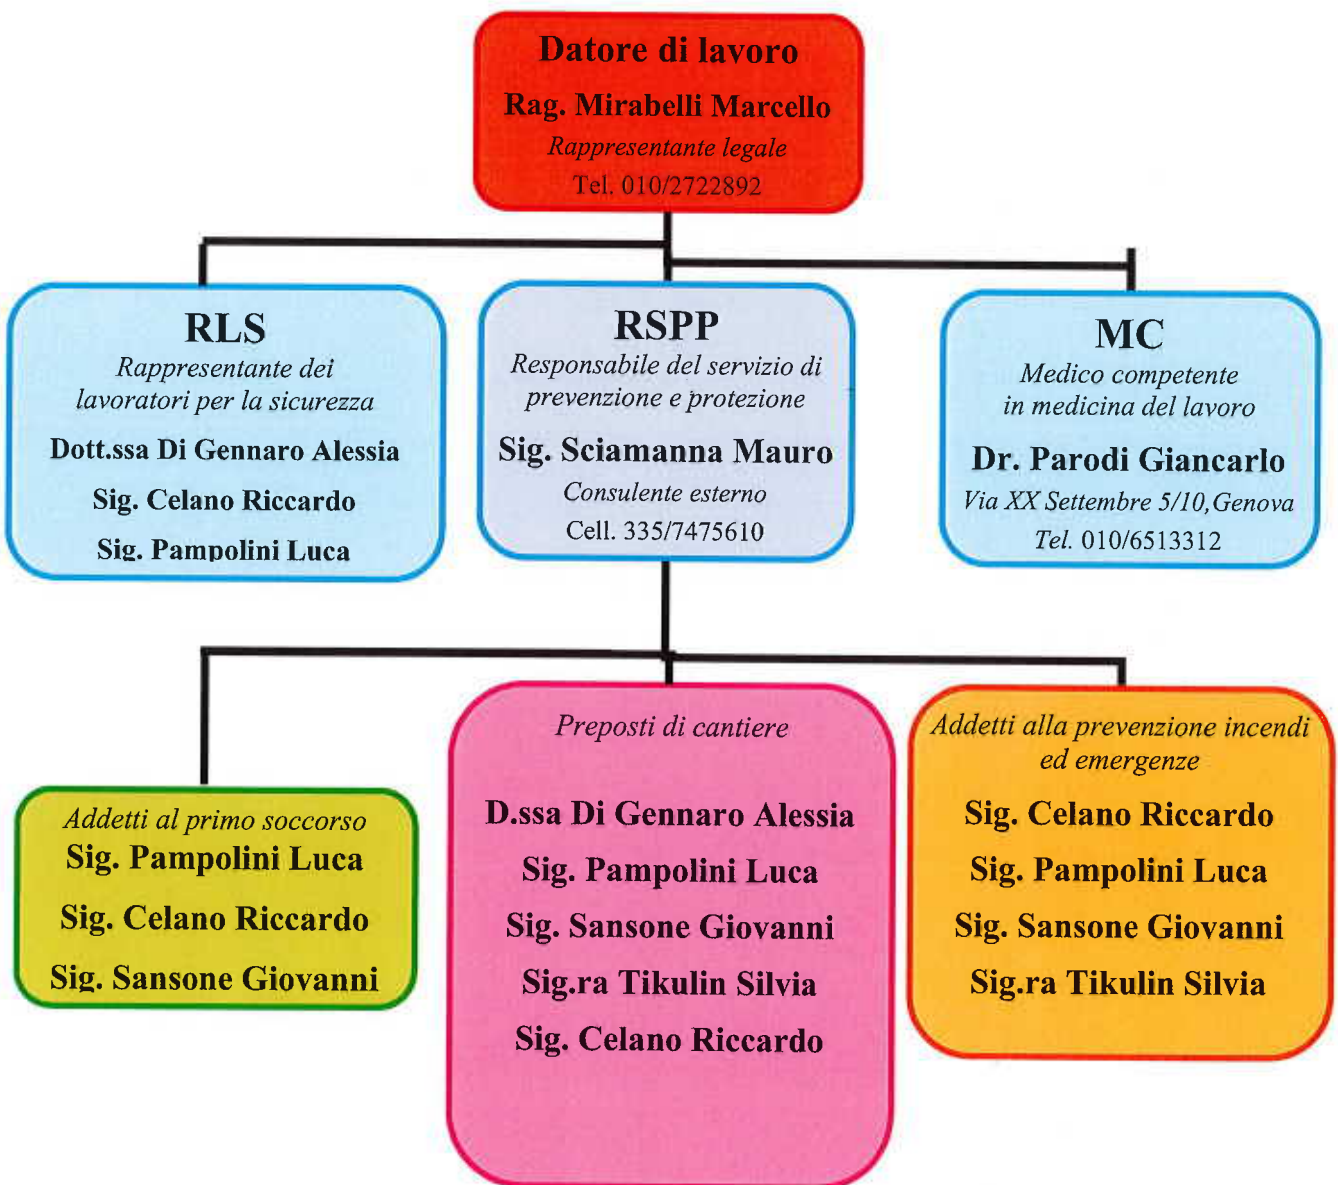 Datore di lavoro
Rag. Mirabelli Marcello
Rappresentante legale
Tel. 010/2722892
RLS
Rappresentante dei
lavoratori per la sicurezza
Dott.ssa Di Gennaro Alessia
Sig. Celano Riccardo
Sig. Pampolini Luca
RSPP
Responsabile del servizio di
prevenzione e protezione
Sig. Sciamanna Mauro
Consulente esterno
Cell. 335/7475610
MC
Medico competente
in medicina del lavoro
Dr. Parodi Giancarlo
Via XX Settembre 5/10,Genova
Tel. 010/6513312
Addetti al primo soccorso
Sig. Pampolini Luca
Sig. Celano Riccardo
Sig. Sansone Giovanni
Preposti di cantiere
D.ssa Di Gennaro Alessia
Sig. Pampolini Luca
Sig. Sansone Giovanni
Sig.ra Tikulin Silvia
Sig. Celano Riccardo
Addetti alla prevenzione incendi
ed emergenze
Sig. Celano Riccardo
Sig. Pampolini Luca
Sig. Sansone Giovanni
Sig.ra Tikulin Silvia